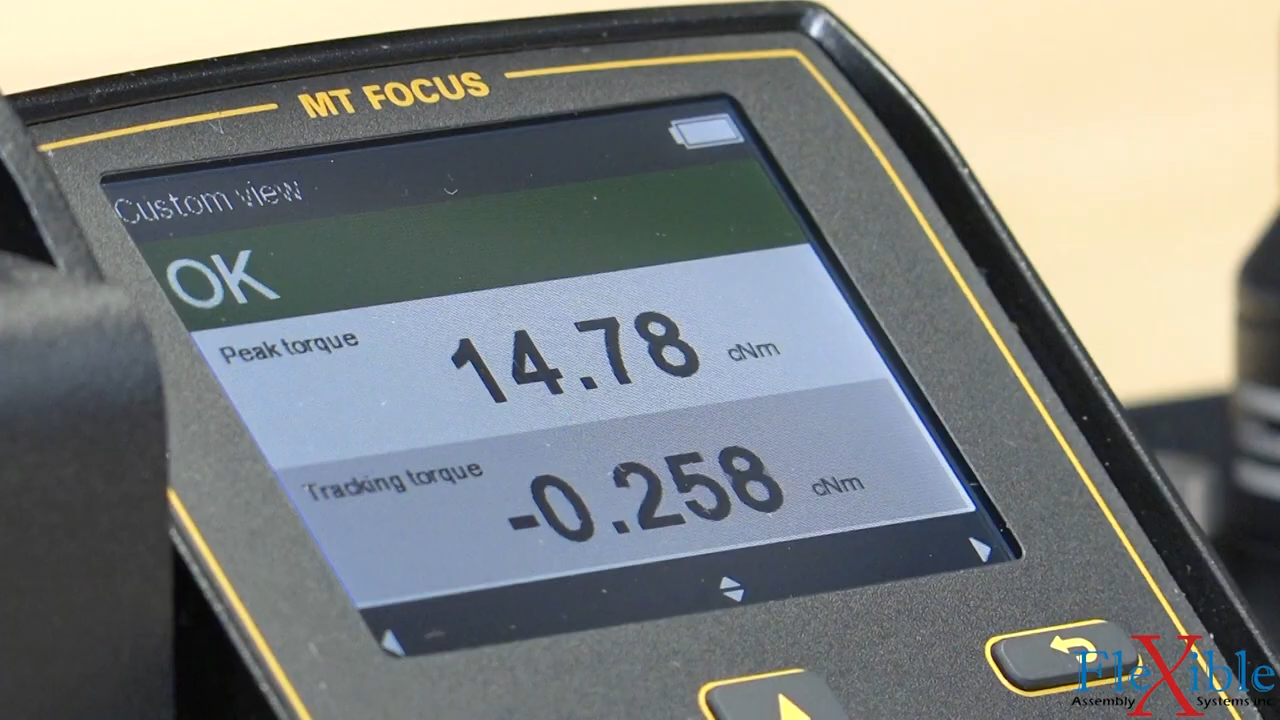 MT FOCUS
Custom view
OK
Peak torque 14.78 cNm
Tracking torque -0.258 cNm
FleXible
Assembly Systems Inc